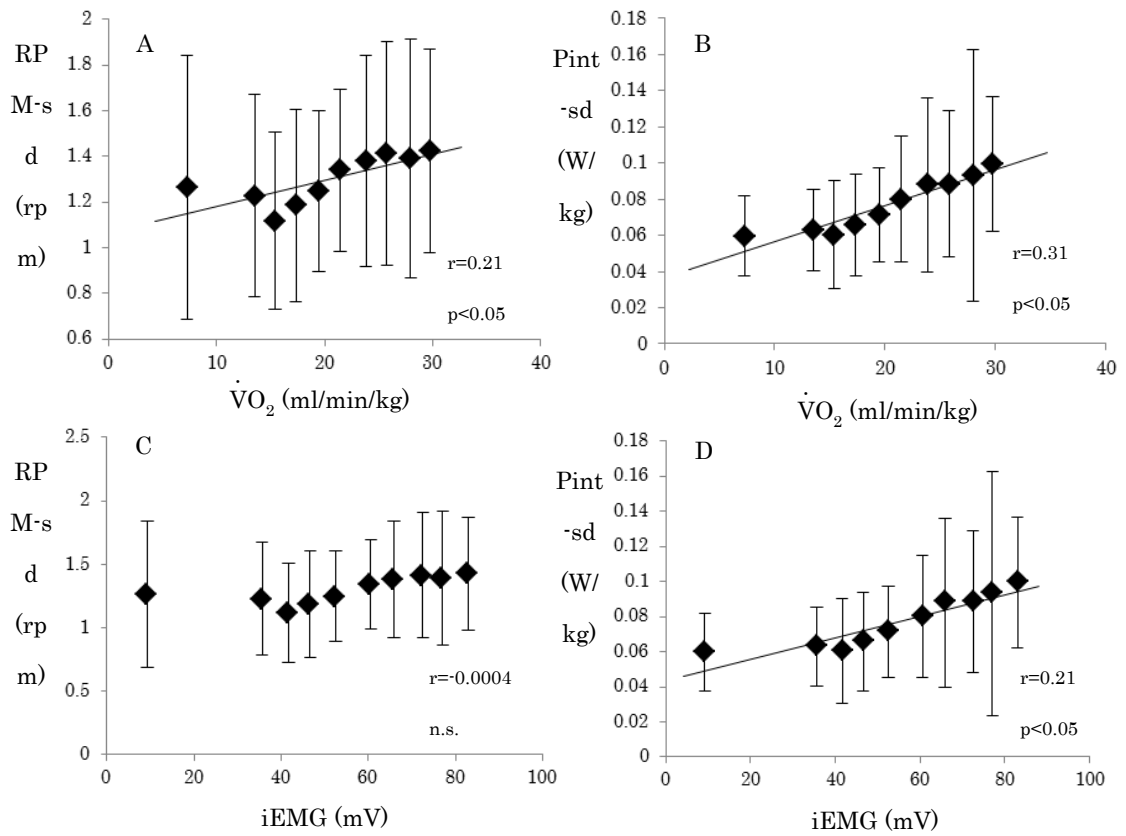 A
RP
M-s
d
(rp
m)
2
1.8
1.6
1.4
1.2
1
0.8
0.6
0
10
20
30
40
r=0.21
p<0.05
V̇O₂ (ml/min/kg)
B
Pint
-sd
(W/
kg)
0.18
0.16
0.14
0.12
0.1
0.08
0.06
0.04
0.02
0
0
10
20
30
40
r=0.31
p<0.05
V̇O₂ (ml/min/kg)
C
RP
M-s
d
(rp
m)
2.5
2
1.5
1
0.5
0
0
20
40
60
80
100
r=-0.0004
n.s.
iEMG (mV)
D
Pint
-sd
(W/
kg)
0.18
0.16
0.14
0.12
0.1
0.08
0.06
0.04
0.02
0
0
20
40
60
80
100
r=0.21
p<0.05
iEMG (mV)